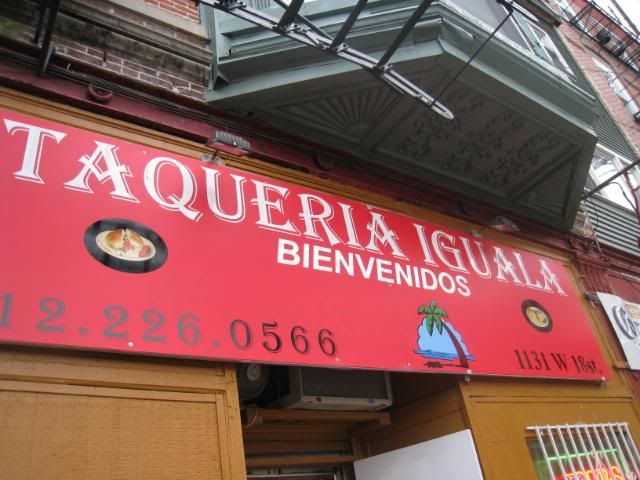 TAQUERIA IGUALA
BIENVENIDOS
12.226.0566
1131 W 18st.